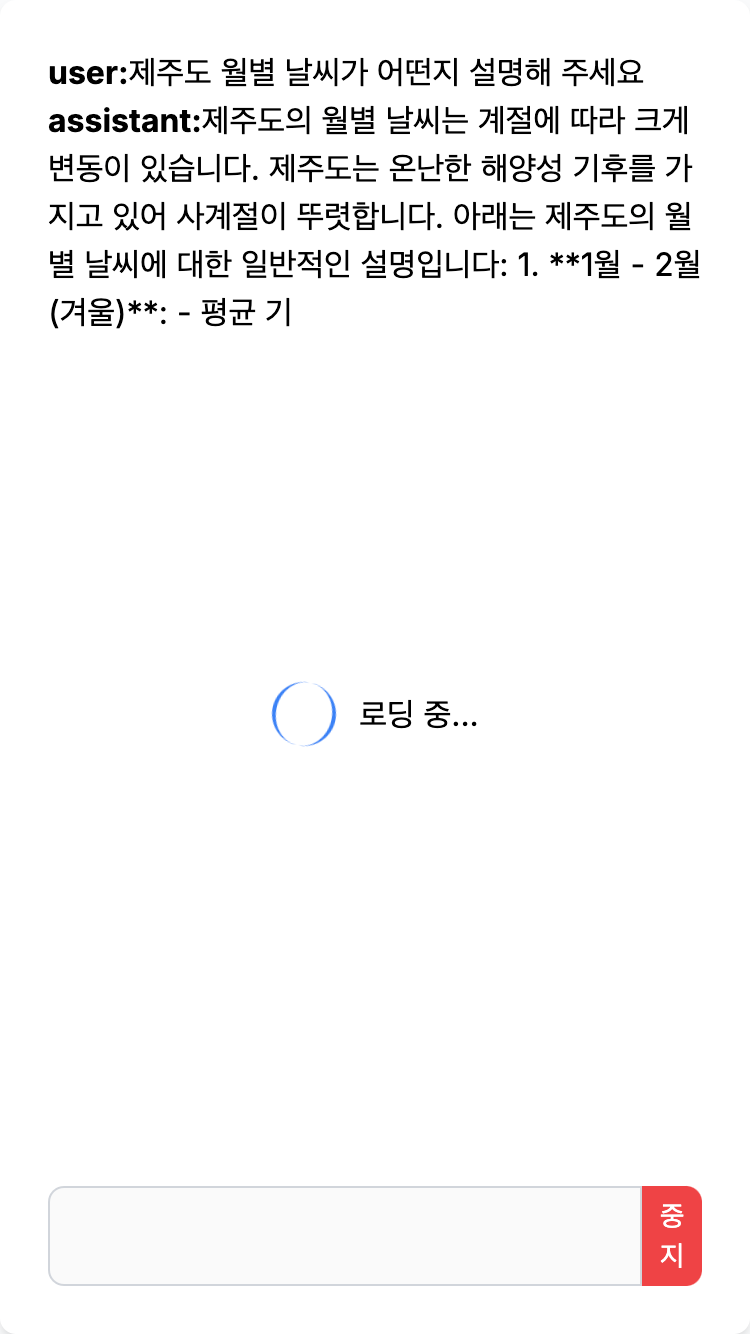 user:제주도 월별 날씨가 어떤지 설명해 주세요
assistant:제주도의 월별 날씨는 계절에 따라 크게
변동이 있습니다. 제주도는 온난한 해양성 기후를 가
지고 있어 사계절이 뚜렷합니다. 아래는 제주도의 월
별 날씨에 대한 일반적인 설명입니다: 1. **1월 - 2월
(겨울)**: - 평균 기
로딩 중...
중
지